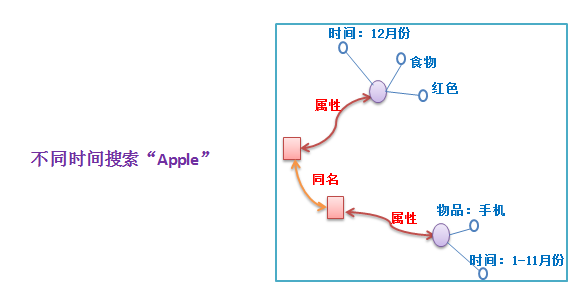 时间：12月份
食物
红色
属性
不同时间搜索“Apple”
同名
物品：手机
属性
时间：1-11月份